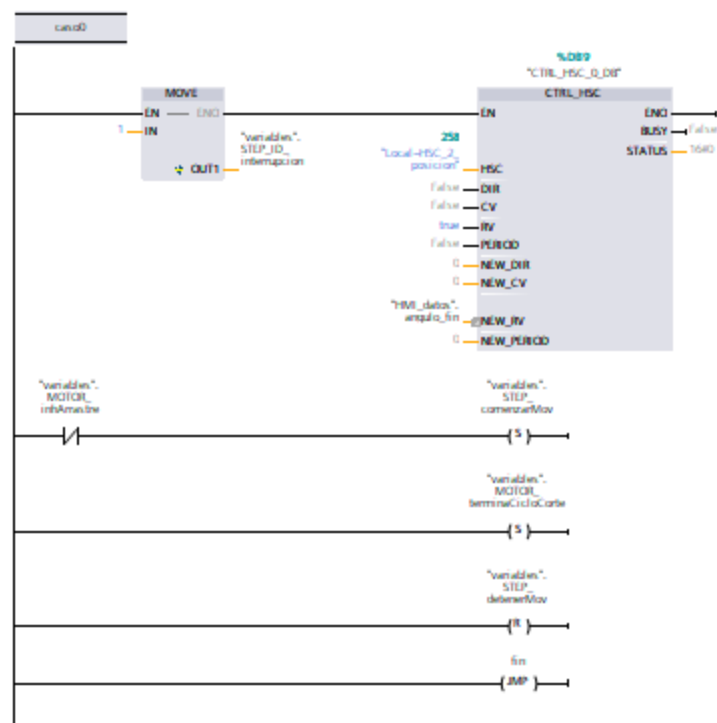 caso0
%DB9
"CTRL_HSC_0_DB"
MOVE
CTRL_HSC
EN ENO
EN ENO
1 IN
BUSY False
"variables".
STEP_ID_
interrupcion
258
STATUS 16#0
"Local~HSC_2_
posicion" HSC
OUT1
False DIR
False CV
true RV
False PERIOD
0 NEW_DIR
0 NEW_CV
"HMI_datos".
angulo_fin NEW_RV
0 NEW_PERIOD
"variables".
MOTOR_
inhArrastre
"variables".
STEP_
comenzarMov
S
"variables".
MOTOR_
terminaCicloCorte
S
"variables".
STEP_
detenerMov
R
fin
JMP